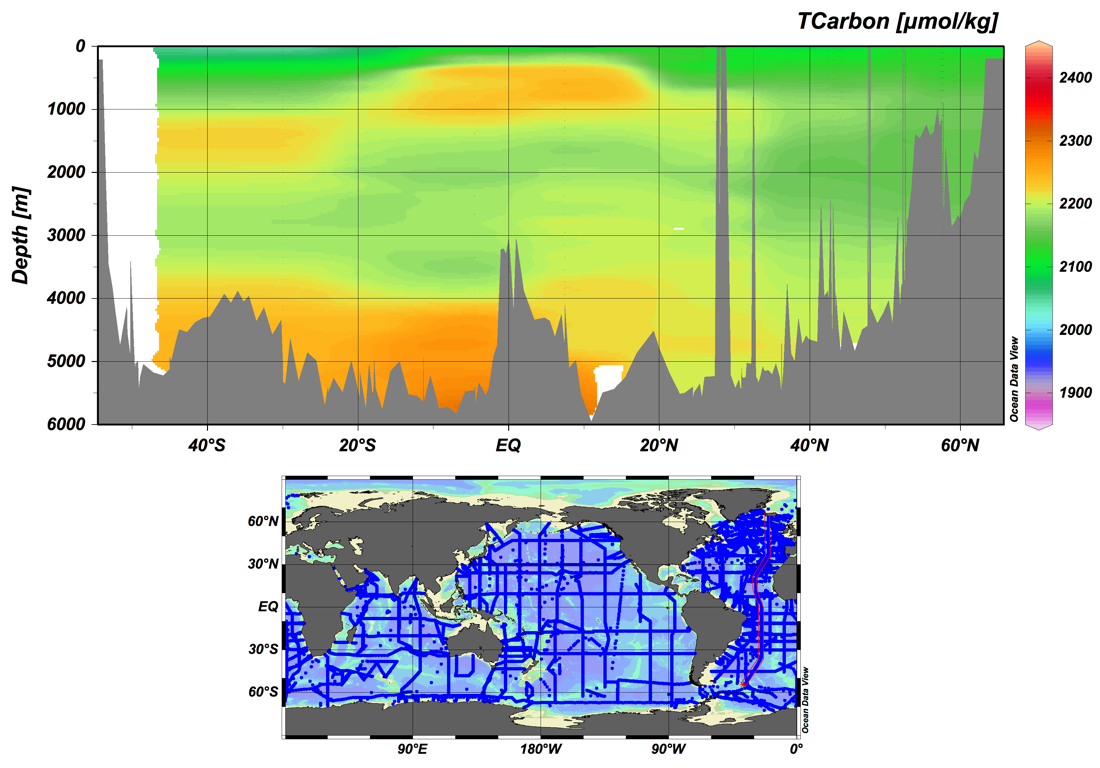 TCarbon [µmol/kg]
0
1000
2000
3000
4000
5000
6000
Depth [m]
40°S 20°S EQ 20°N 40°N 60°N
2400
2300
2200
2100
2000
1900
Ocean Data View
60°N
30°N
EQ
30°S
60°S
90°E 180°W 90°W 0°
Ocean Data View